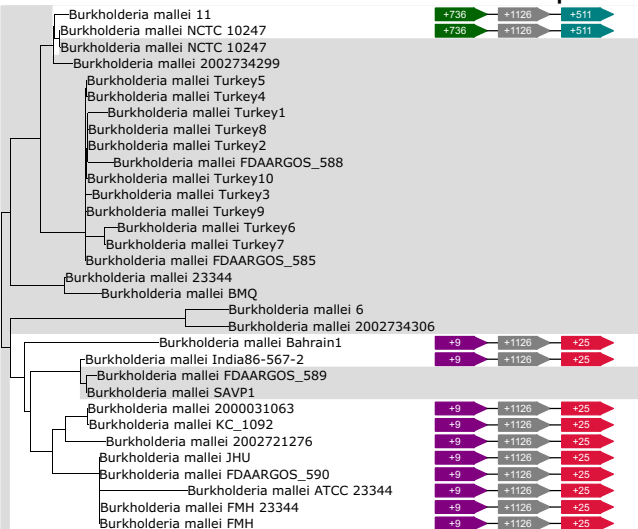 Burkholderia mallei 11 +736 +1126 +511
Burkholderia mallei NCTC 10247 +736 +1126 +511
Burkholderia mallei NCTC 10247
Burkholderia mallei 2002734299
Burkholderia mallei Turkey5
Burkholderia mallei Turkey4
Burkholderia mallei Turkey1
Burkholderia mallei Turkey8
Burkholderia mallei Turkey2
Burkholderia mallei FDAARGOS_588
Burkholderia mallei Turkey10
Burkholderia mallei Turkey3
Burkholderia mallei Turkey9
Burkholderia mallei Turkey6
Burkholderia mallei Turkey7
Burkholderia mallei FDAARGOS_585
Burkholderia mallei 23344
Burkholderia mallei BMQ
Burkholderia mallei 6
Burkholderia mallei 2002734306
Burkholderia mallei Bahrain1 +9 +1126 +25
Burkholderia mallei India86-567-2 +9 +1126 +25
Burkholderia mallei FDAARGOS_589
Burkholderia mallei SAVP1
Burkholderia mallei 2000031063 +9 +1126 +25
Burkholderia mallei KC_1092 +9 +1126 +25
Burkholderia mallei 2002721276 +9 +1126 +25
Burkholderia mallei JHU +9 +1126 +25
Burkholderia mallei FDAARGOS_590 +9 +1126 +25
Burkholderia mallei ATCC 23344 +9 +1126 +25
Burkholderia mallei FMH 23344 +9 +1126 +25
Burkholderia mallei FMH +9 +1126 +25